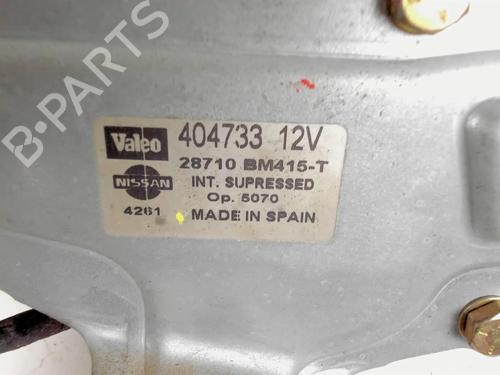 B-PARTS
Valeo 404733 12V
28710 BM415-T
NISSAN INT. SUPRESSED
Op. 5070
4261 MADE IN SPAIN